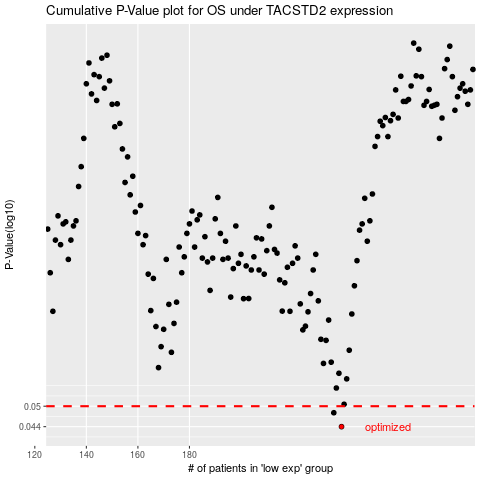 Cumulative P-Value plot for OS under TACSTD2 expression
P-Value(log10)
0.05
0.044
optimized
120 140 160 180
# of patients in 'low exp' group